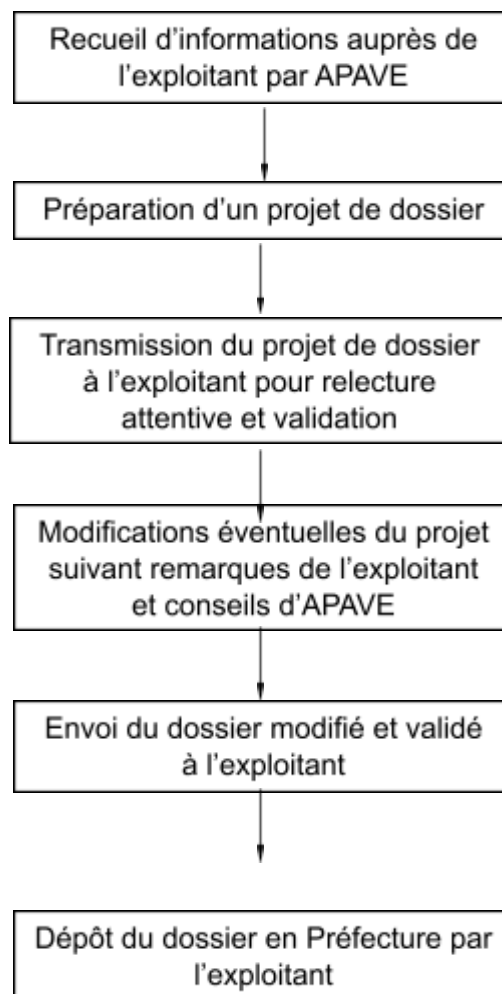 Recueil d’informations auprès de
l’exploitant par APAVE
Préparation d’un projet de dossier
Transmission du projet de dossier
à l’exploitant pour relecture
attentive et validation
Modifications éventuelles du projet
suivant remarques de l’exploitant
et conseils d’APAVE
Envoi du dossier modifié et validé
à l’exploitant
Dépôt du dossier en Préfecture par
l’exploitant